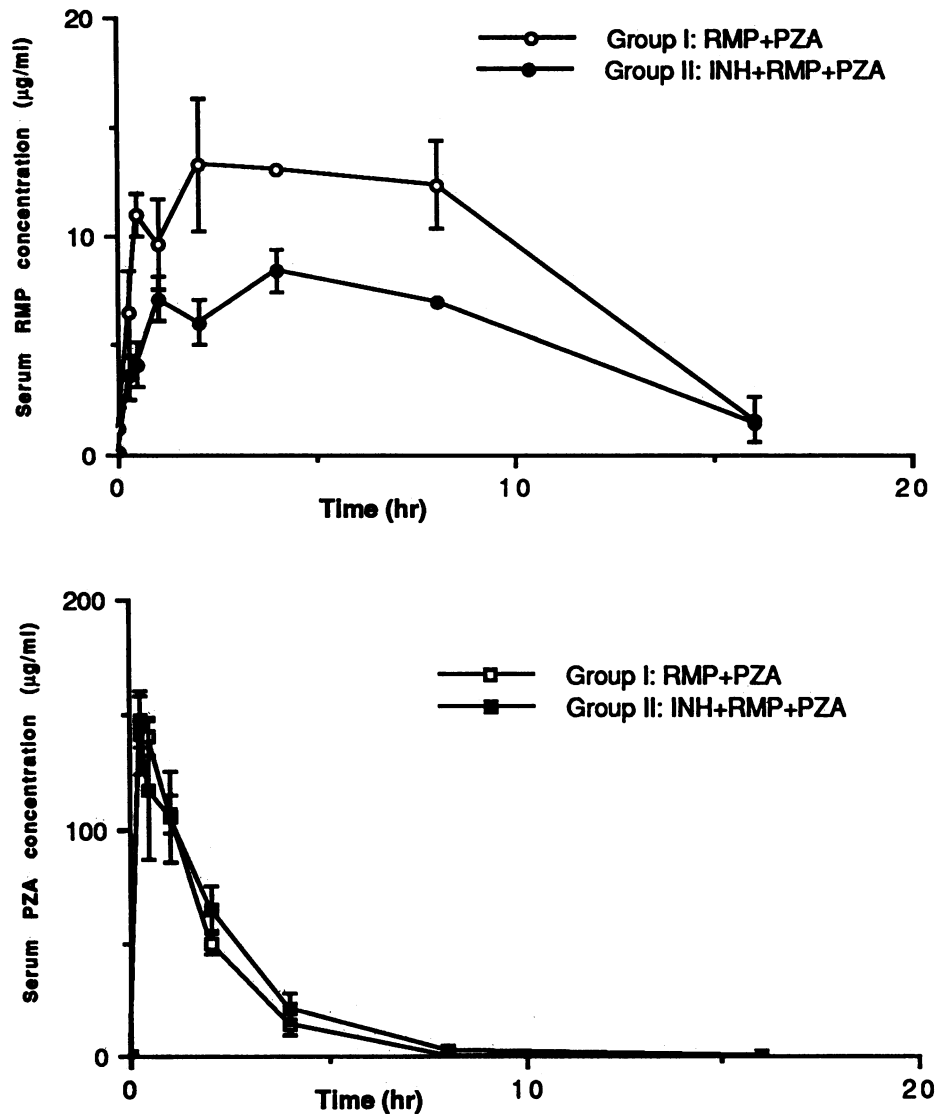 20
Group I: RMP+PZA
Group II: INH+RMP+PZA
Serum RMP concentration (µg/ml)
10
0
0 10 20
Time (hr)
200
Group I: RMP+PZA
Group II: INH+RMP+PZA
Serum PZA concentration (µg/ml)
100
0
0 10 20
Time (hr)